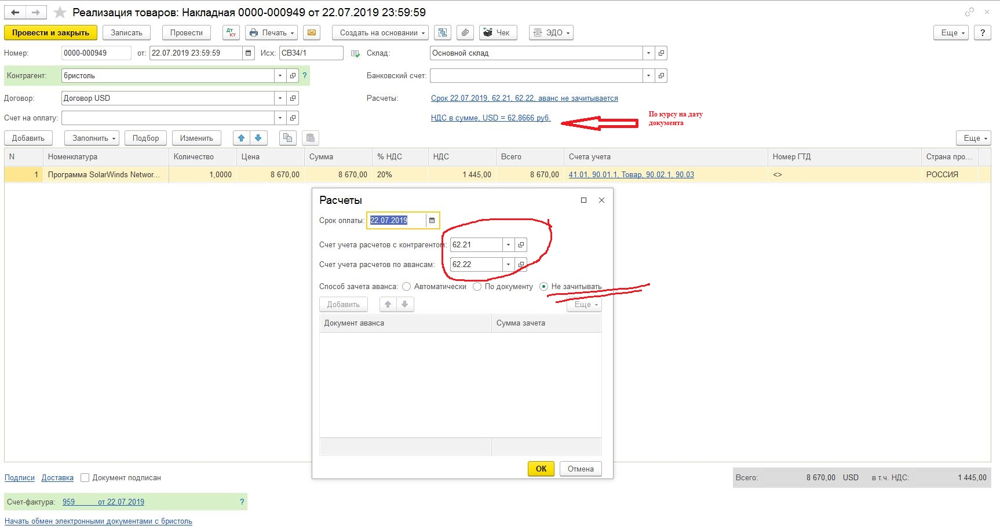 Реализация товаров: Накладная 0000-000949 от 22.07.2019 23:59:59
Провести и закрыть Записать Провести Дт Кт Печать Создать на основании Чек ЭДО Еще ?
Номер: 0000-000949 от: 22.07.2019 23:59:59 Исх: СВ34/1 Склад: Основной склад
Контрагент: бристоль ? Банковский счет:
Договор: Договор USD Расчеты: Срок 22.07.2019, 62.21, 62.22, аванс не зачитывается
Счет на оплату: НДС в сумме, USD = 62,8666 руб.
По курсу на дату
документа
Добавить Заполнить Подбор Изменить Еще
N Номенклатура Количество Цена Сумма % НДС НДС Всего Счета учета Номер ГТД Страна про...
1 Программа SolarWinds Networ... 1,0000 8 670,00 8 670,00 20% 1 445,00 8 670,00 41.01, 90.01.1, Товар, 90.02.1, 90.03 <> РОССИЯ
Расчеты
Срок оплаты: 22.07.2019
Счет учета расчетов с контрагентом: 62.21
Счет учета расчетов по авансам: 62.22
Способ зачета аванса: Автоматически По документу Не зачитывать
Добавить Еще
Документ аванса Сумма зачета
ОК Отмена
Подписи Доставка Документ подписан Всего: 8 670,00 USD в т.ч. НДС: 1 445,00
Счет-фактура: 959 от 22.07.2019 ?
Начать обмен электронными документами с бристоль